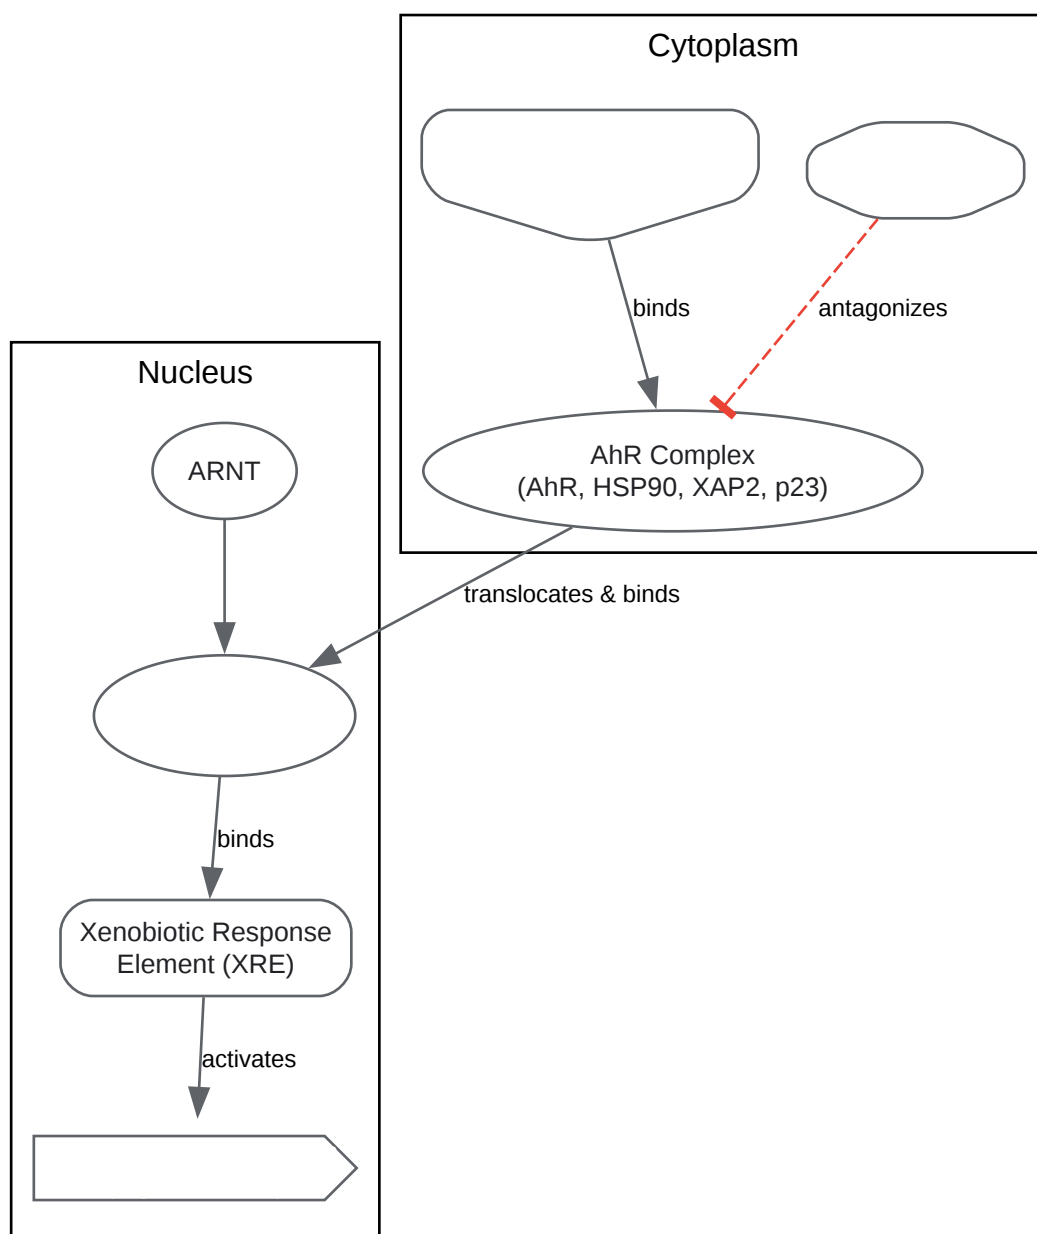 Cytoplasm
binds
antagonizes
Nucleus
ARNT
AhR Complex
(AhR, HSP90, XAP2, p23)
translocates & binds
binds
Xenobiotic Response
Element (XRE)
activates